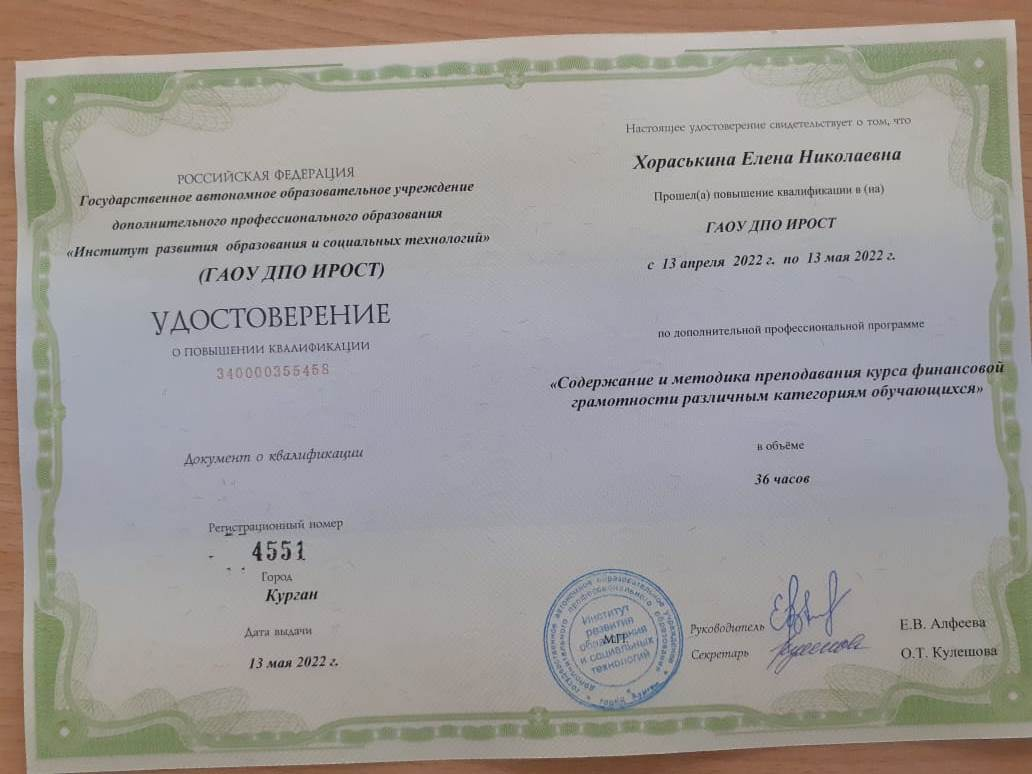 РОССИЙСКАЯ ФЕДЕРАЦИЯ
Государственное автономное образовательное учреждение
дополнительного профессионального образования
«Институт развития образования и социальных технологий»
(ГАОУ ДПО ИРОСТ)
УДОСТОВЕРЕНИЕ
О ПОВЫШЕНИИ КВАЛИФИКАЦИИ
340000355458
Документ о квалификации
Регистрационный номер
4551
Город
Курган
Дата выдачи
13 мая 2022 г.
Настоящее удостоверение свидетельствует о том, что
Хораськина Елена Николаевна
Прошел(а) повышение квалификации в (на)
ГАОУ ДПО ИРОСТ
с 13 апреля 2022 г. по 13 мая 2022 г.
по дополнительной профессиональной программе
«Содержание и методика преподавания курса финансовой
грамотности различным категориям обучающихся»
в объёме
36 часов
Институт
развития
образования
и социальных
технологий
М.П.
Руководитель
Е.В. Алфеева
Секретарь
О.Т. Кулешова